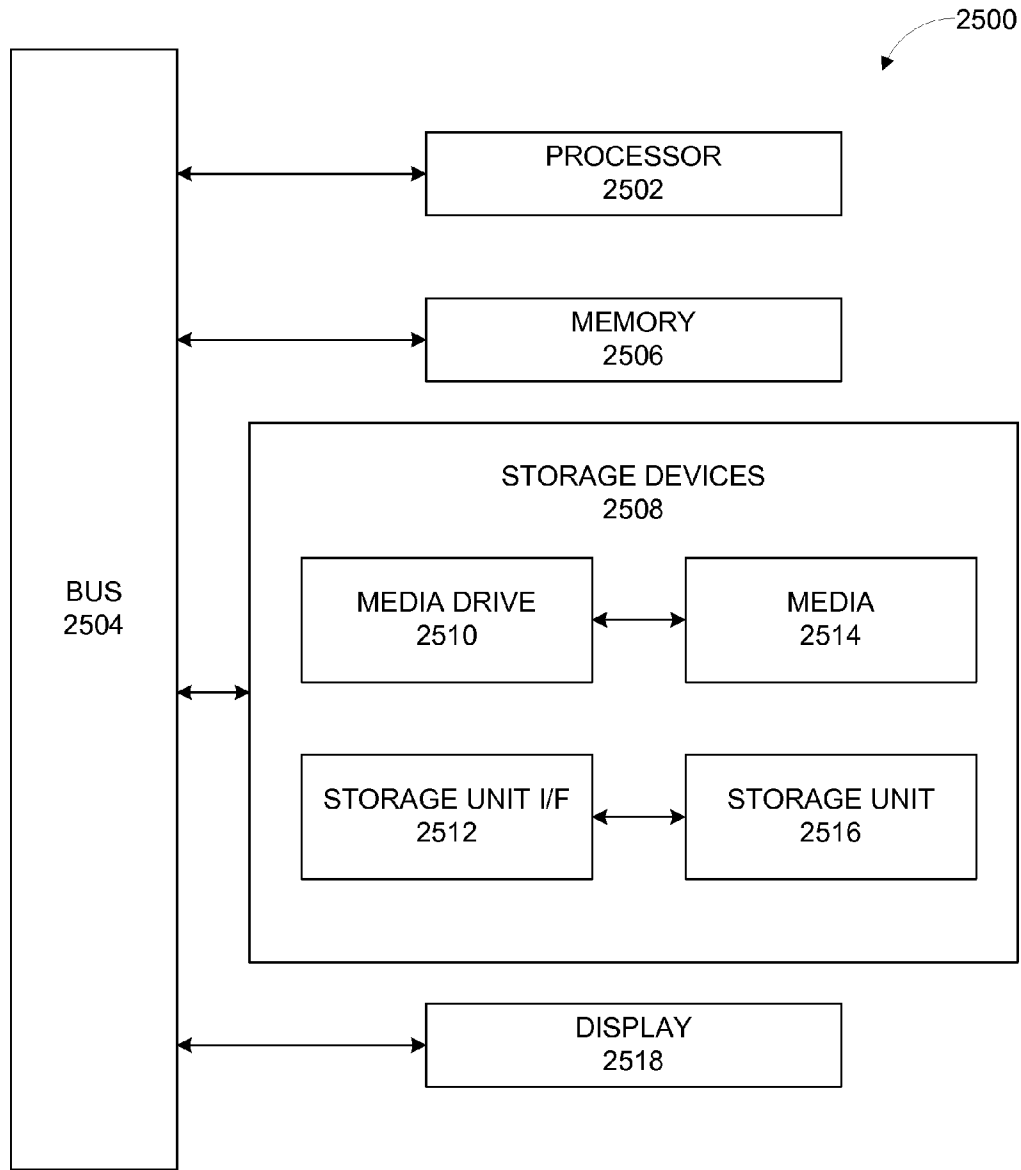 2500
PROCESSOR
2502
MEMORY
2506
STORAGE DEVICES
2508
BUS
2504
MEDIA DRIVE
2510
MEDIA
2514
STORAGE UNIT I/F
2512
STORAGE UNIT
2516
DISPLAY
2518